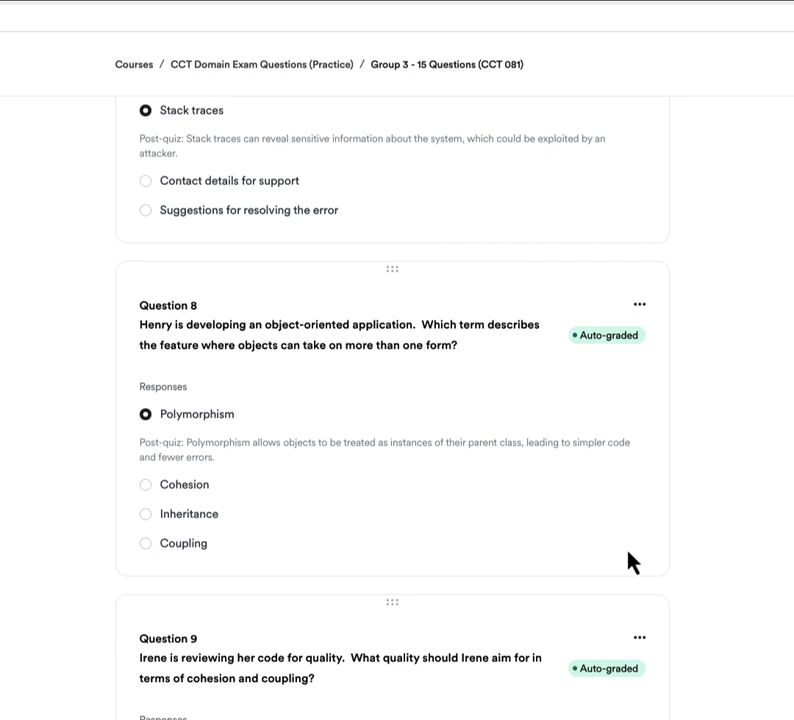 Courses / CCT Domain Exam Questions (Practice) / Group 3 - 15 Questions (CCT 081)
Stack traces
Post-quiz: Stack traces can reveal sensitive information about the system, which could be exploited by an
attacker.
Contact details for support
Suggestions for resolving the error
Question 8
Henry is developing an object-oriented application. Which term describes
the feature where objects can take on more than one form?
Auto-graded
Responses
Polymorphism
Post-quiz: Polymorphism allows objects to be treated as instances of their parent class, leading to simpler code
and fewer errors.
Cohesion
Inheritance
Coupling
Question 9
Irene is reviewing her code for quality. What quality should Irene aim for in
terms of cohesion and coupling?
Auto-graded
Responses